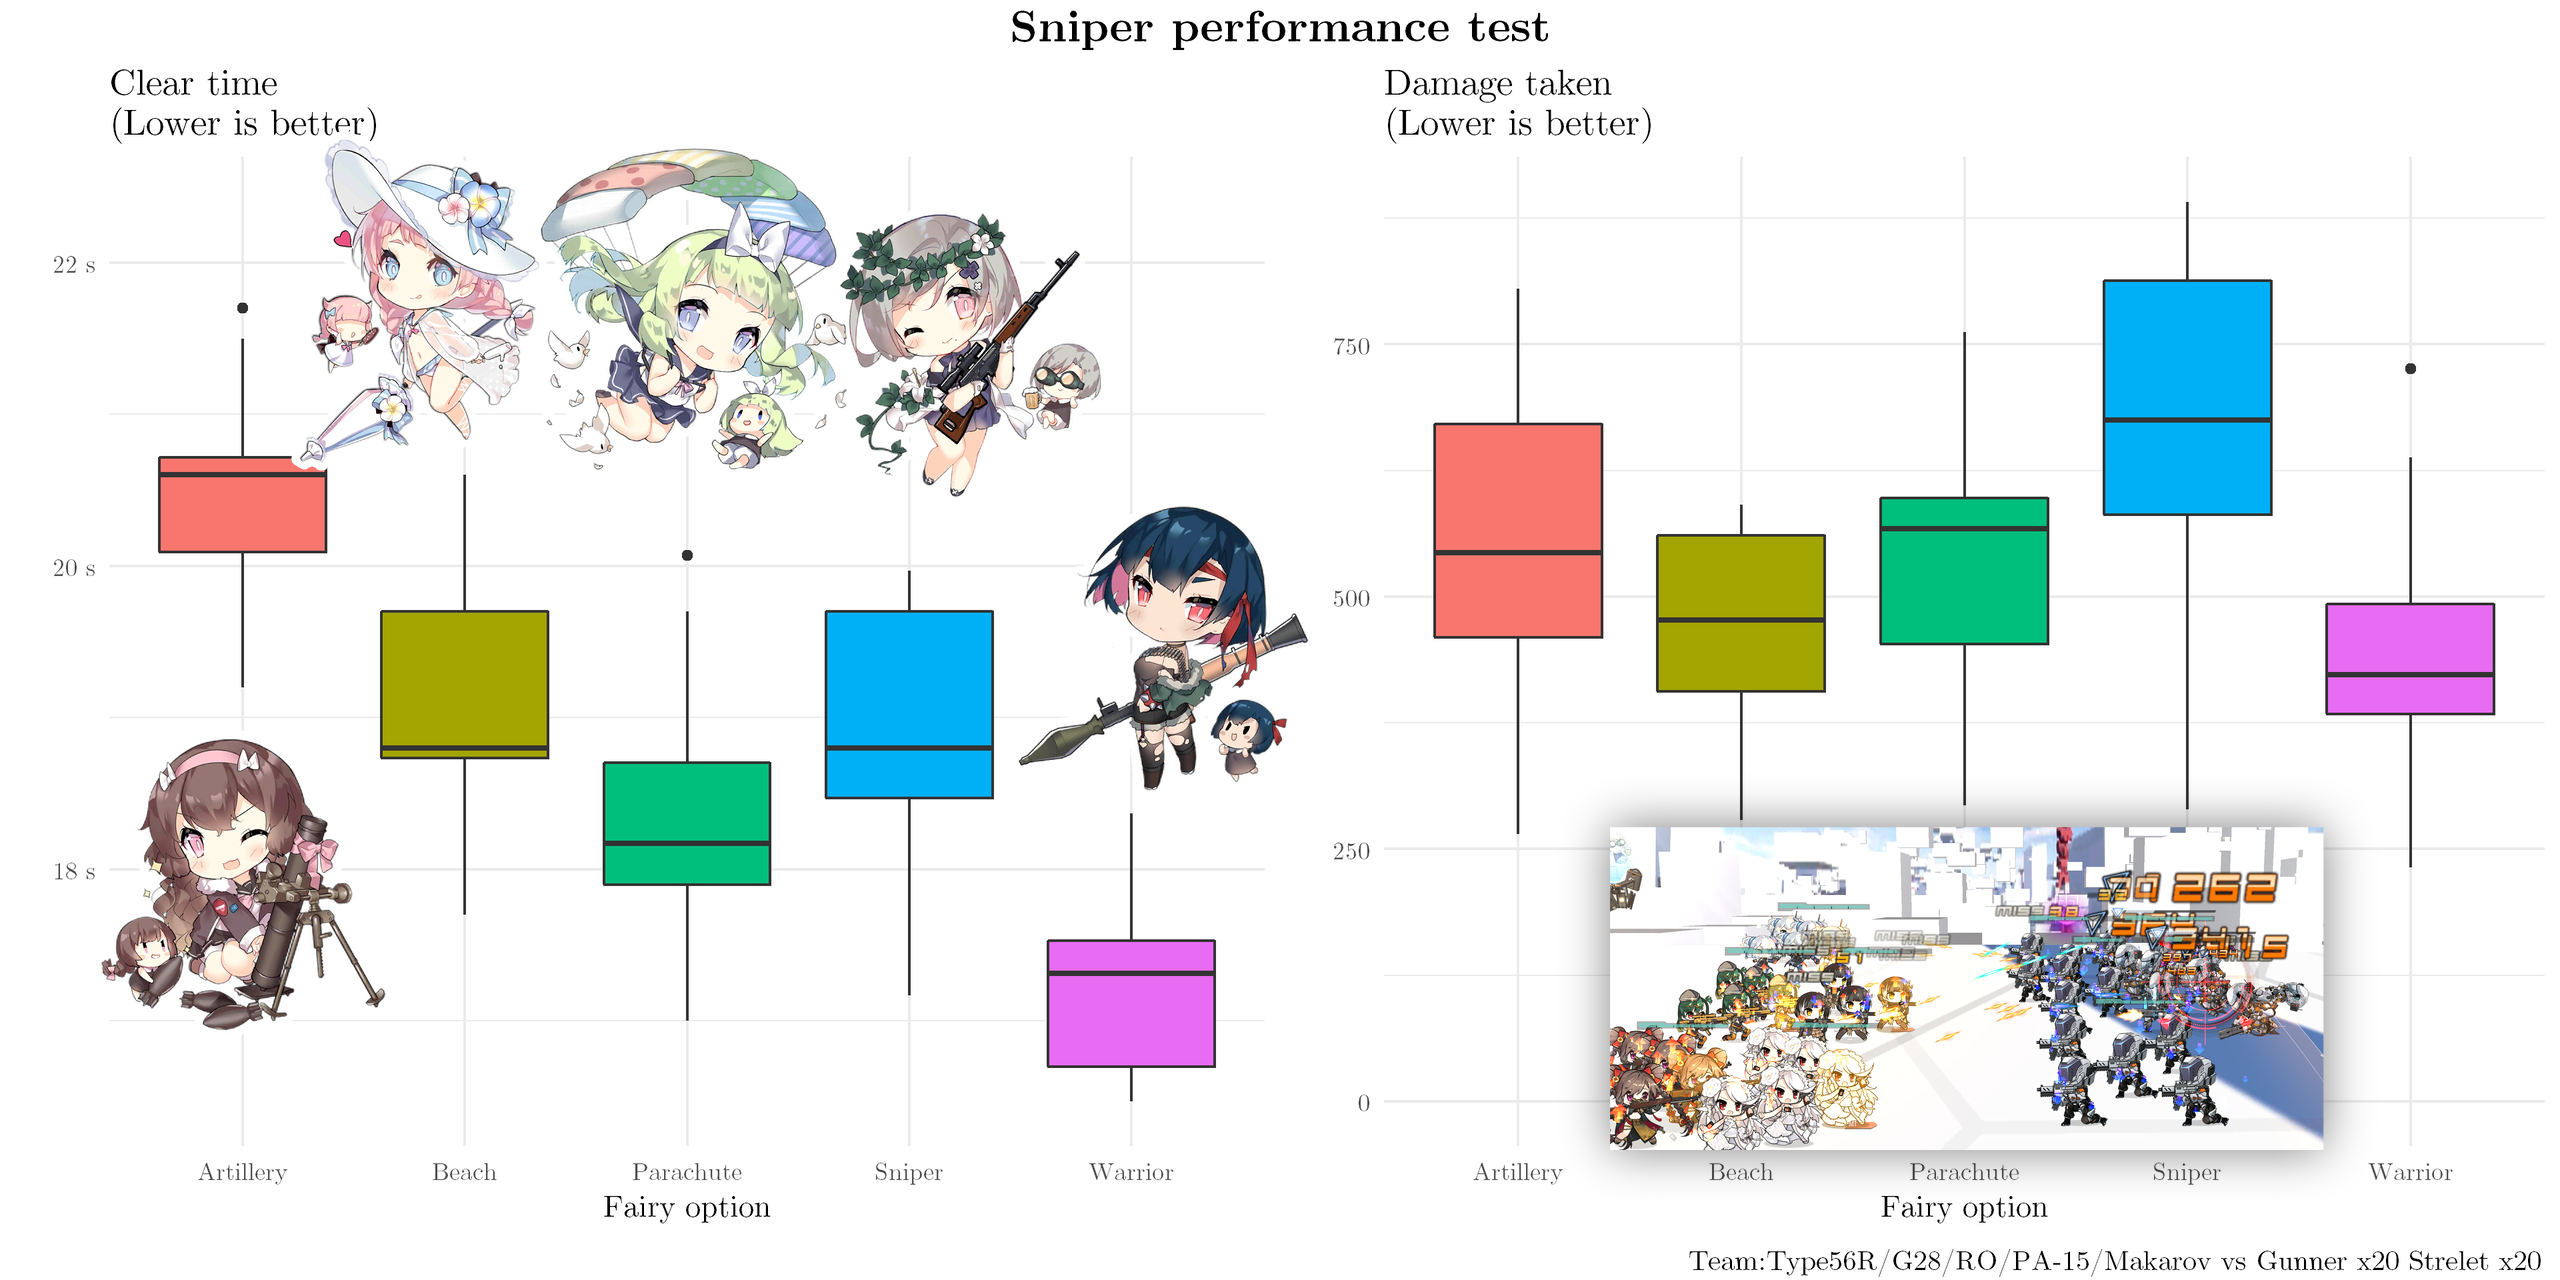 Sniper performance test
Clear time
(Lower is better)
22 s
20 s
18 s
Artillery
Beach
Parachute
Sniper
Warrior
Fairy option
Damage taken
(Lower is better)
750
500
250
0
262
Artillery
Beach
Parachute
Sniper
Warrior
Fairy option
Team:Type56R/G28/RO/PA-15/Makarov vs Gunner x20 Strelet x20